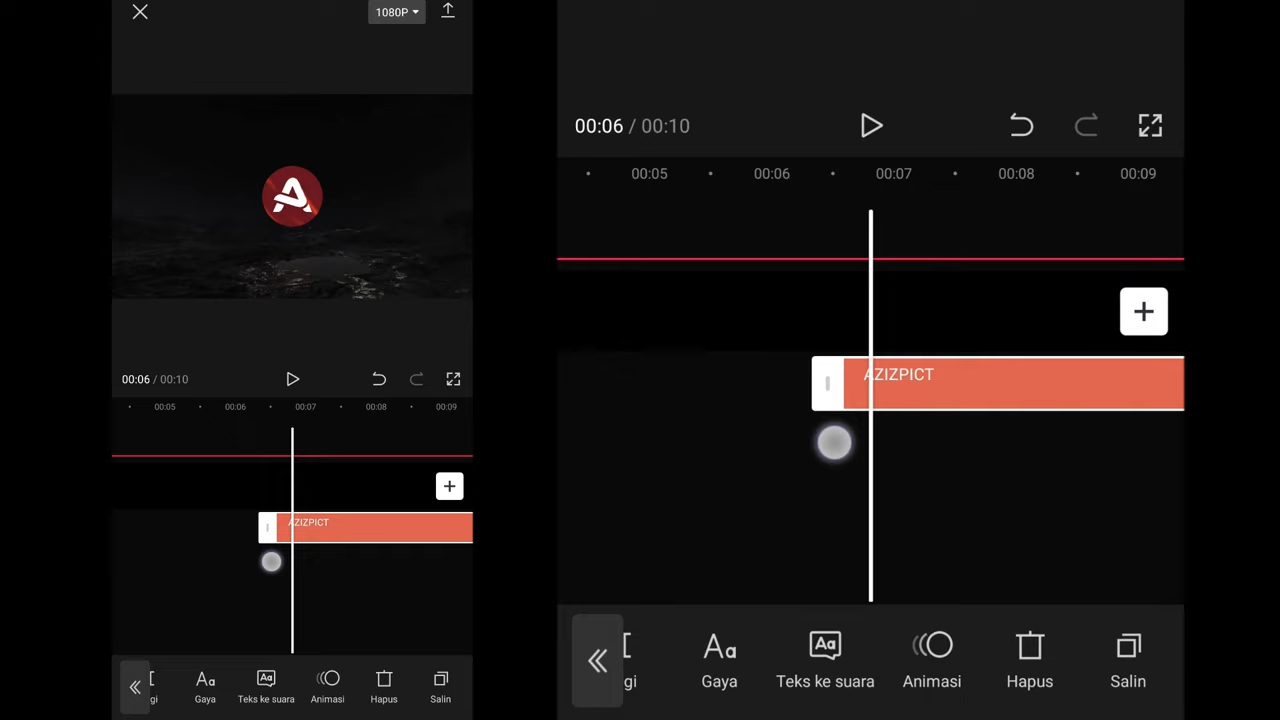 1080P
A
00:06 / 00:10
00:05 00:06 00:07 00:08 00:09
AZIZPICT
gi Gaya Teks ke suara Animasi Hapus Salin
00:06 / 00:10
00:05 00:06 00:07 00:08 00:09
AZIZPICT
gi Gaya Teks ke suara Animasi Hapus Salin